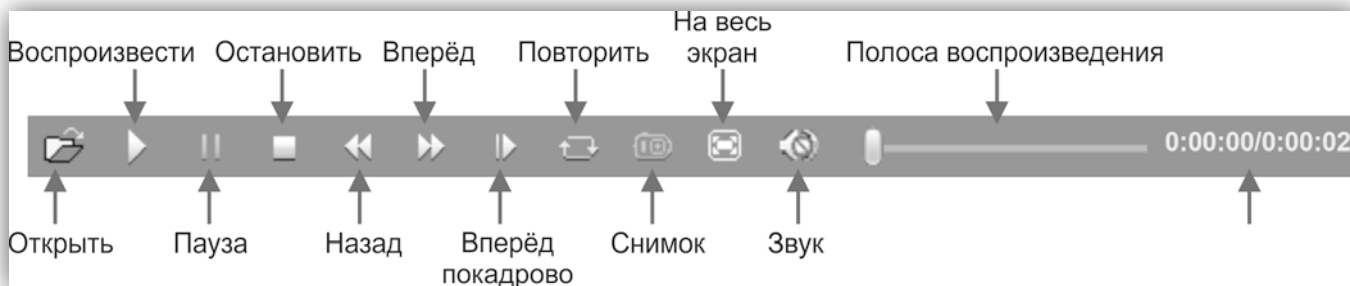 На весь
экран
Воспроизвести Остановить Вперёд Повторить Полоса воспроизведения
0:00:00/0:00:02
Открыть Пауза Назад Вперёд Снимок Звук
покадрово